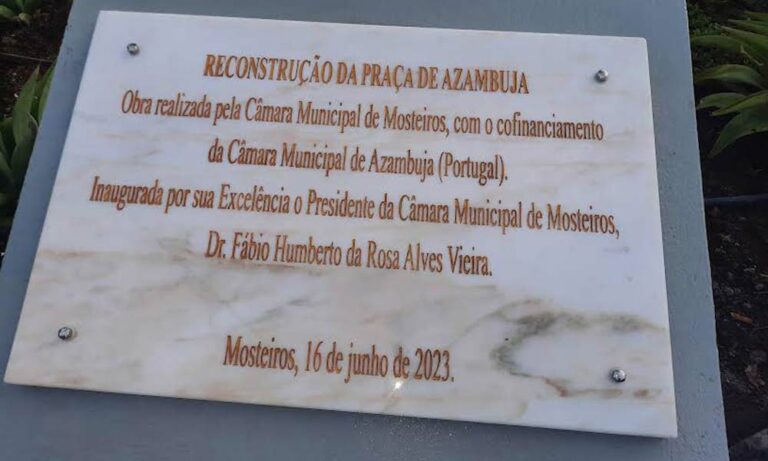 RECONSTRUÇÃO DA PRAÇA DE AZAMBUJA
Obra realizada pela Câmara Municipal de Mosteiros, com o cofinanciamento
da Câmara Municipal de Azambuja (Portugal).
Inaugurada por sua Excelência o Presidente da Câmara Municipal de Mosteiros,
Dr. Fábio Humberto da Rosa Alves Vieira.
Mosteiros, 16 de junho de 2023.